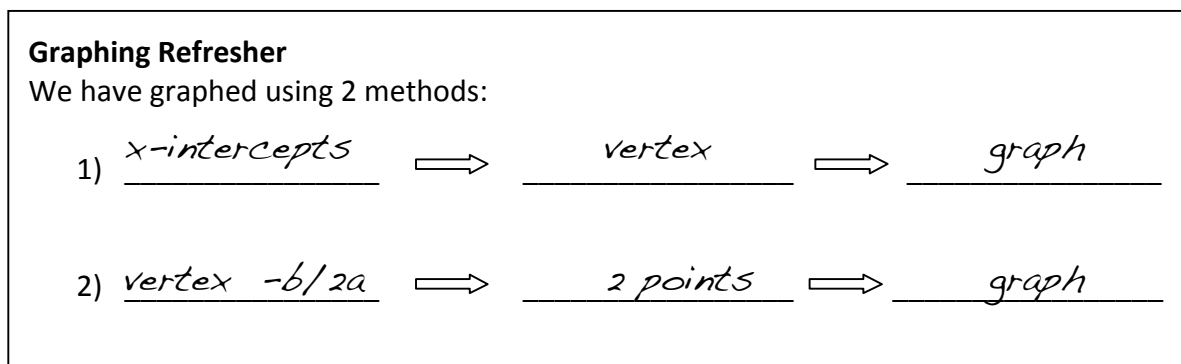 Graphing Refresher
We have graphed using 2 methods:
1) x-intercepts ⇨ vertex ⇨ graph
2) vertex -b/2a ⇨ 2 points ⇨ graph